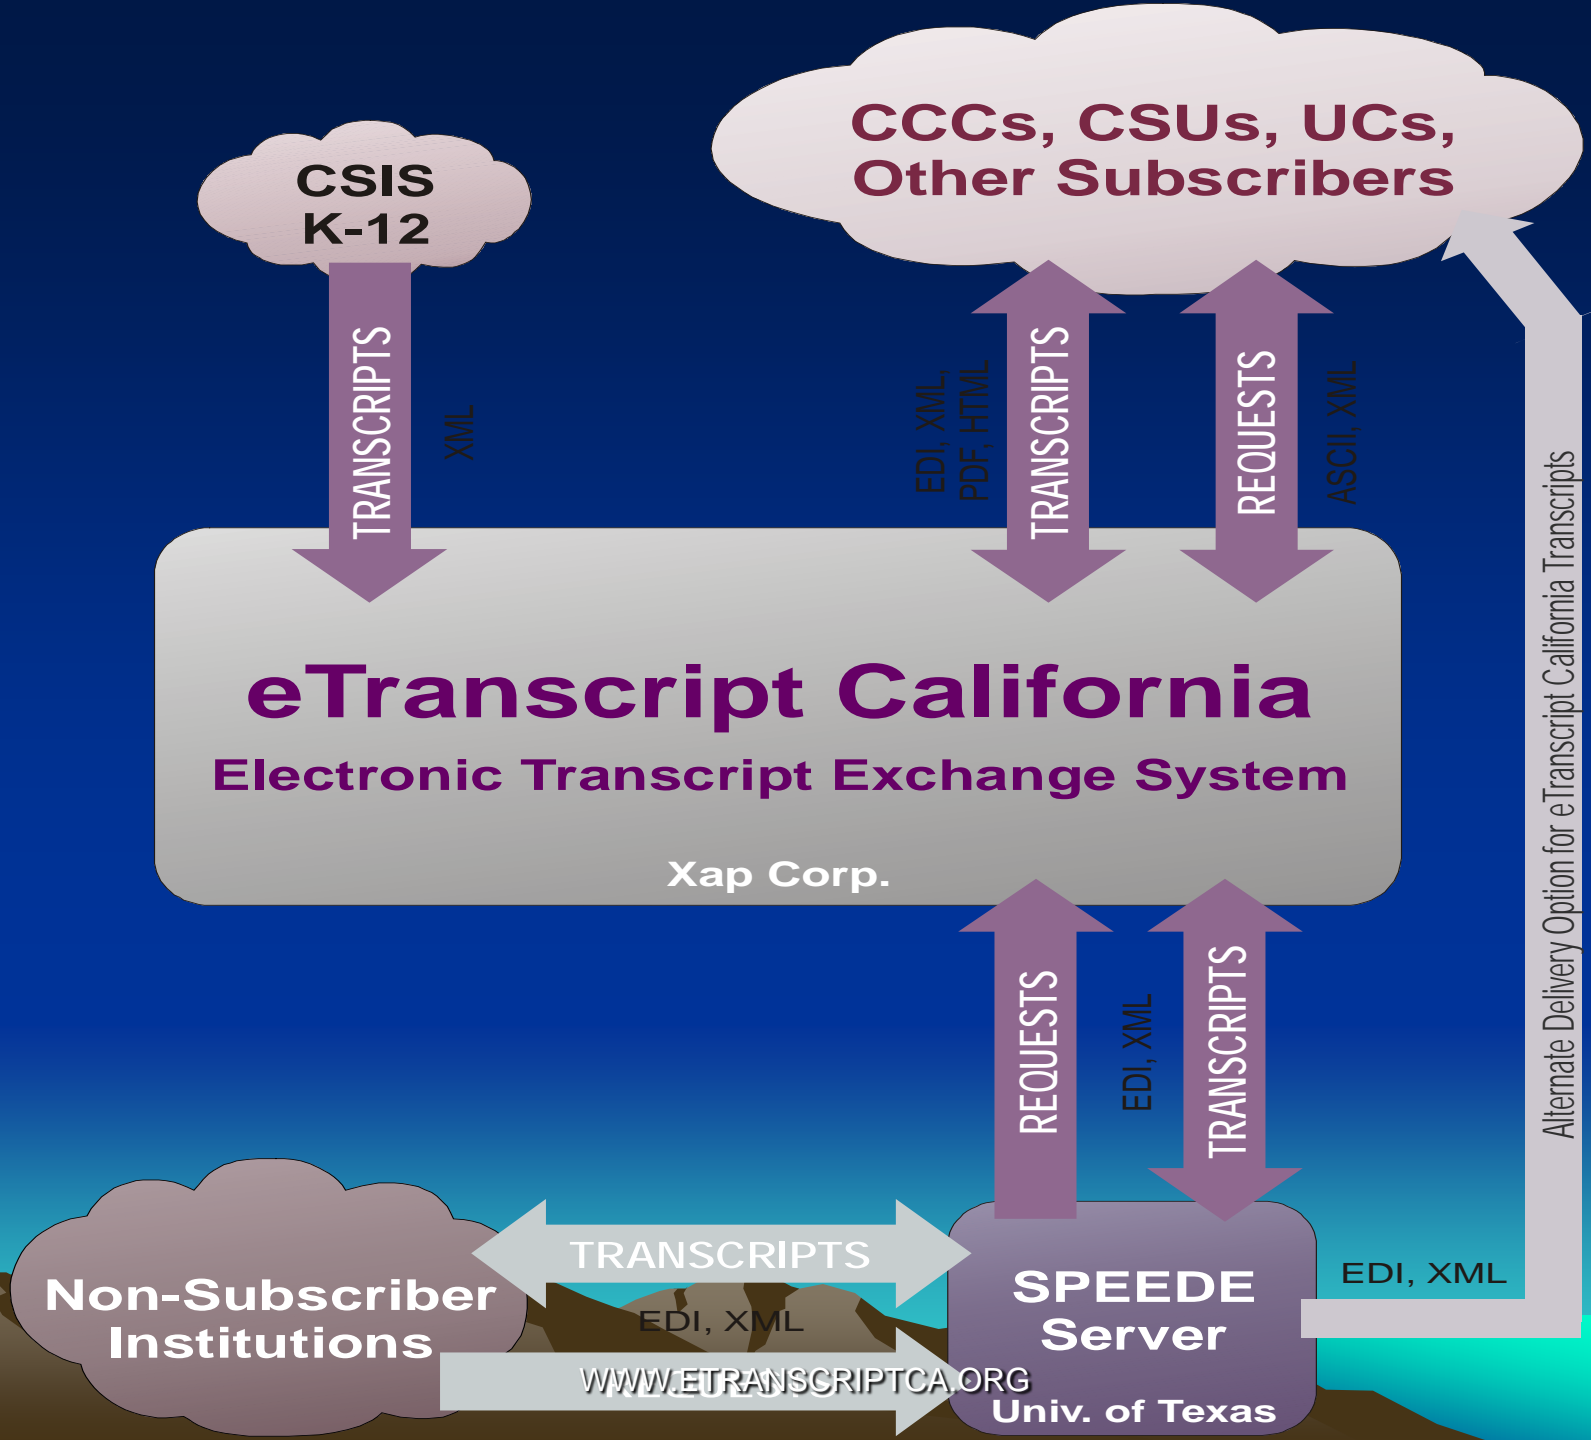 CCCs, CSUs, UCs,
Other Subscribers
CSIS
K-12
TRANSCRIPTS
XML
EDI, XML,
PDF, HTML
TRANSCRIPTS
REQUESTS
ASCII, XML
Alternate Delivery Option for eTranscript California Transcripts
eTranscript California
Electronic Transcript Exchange System
Xap Corp.
REQUESTS
EDI, XML
TRANSCRIPTS
Non-Subscriber
Institutions
TRANSCRIPTS
EDI, XML
REQUESTS
WWW.ETRANSCRIPTCA.ORG
SPEEDE
Server
Univ. of Texas
EDI, XML